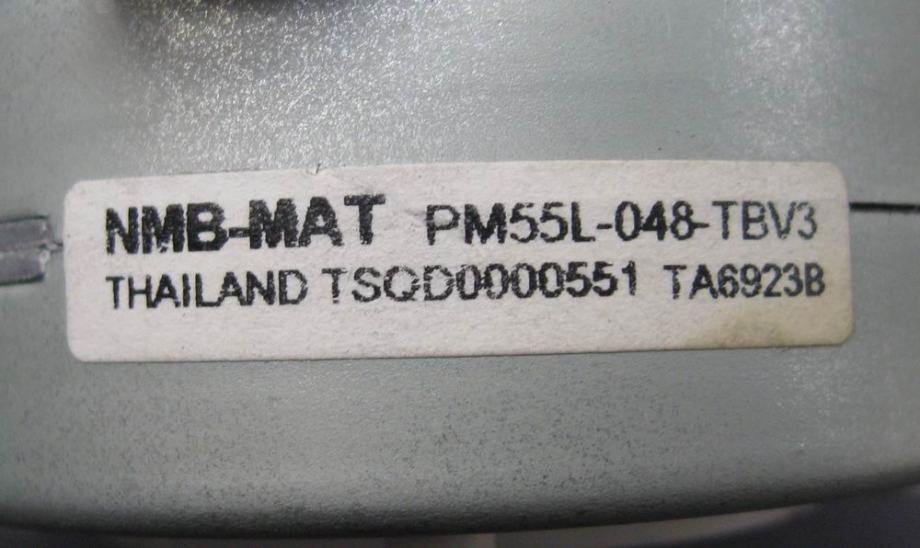 NMB-MAT PM55L-048-TBV3
THAILAND TSQD0000551 TA6923B